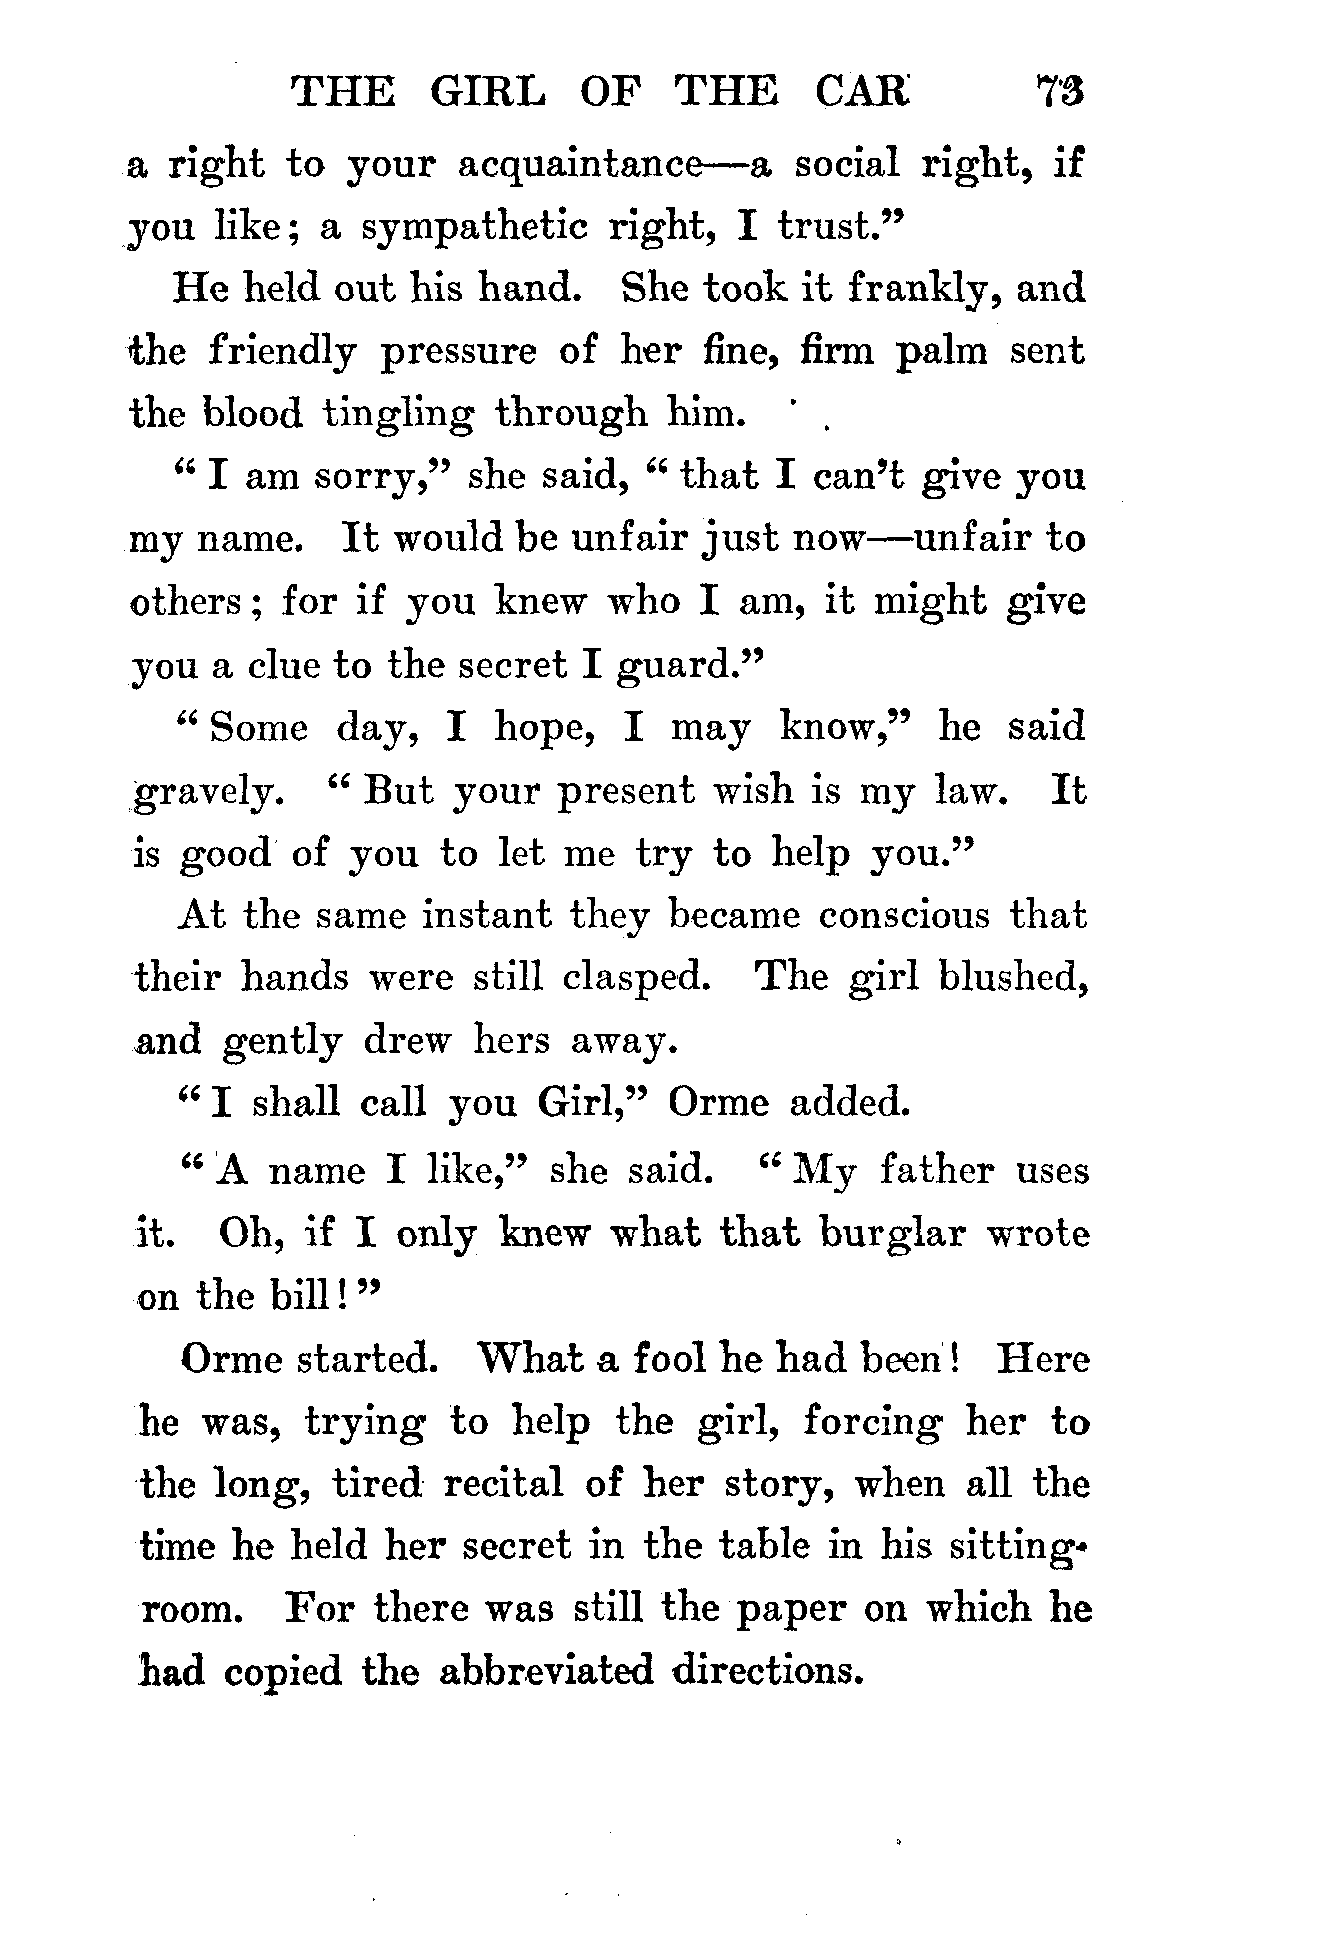 THE GIRL OF THE CAR 73
a right to your acquaintance—a social right, if
you like; a sympathetic right, I trust.”
He held out his hand. She took it frankly, and
the friendly pressure of her fine, firm palm sent
the blood tingling through him.
“ I am sorry,” she said, “ that I can’t give you
my name. It would be unfair just now—unfair to
others; for if you knew who I am, it might give
you a clue to the secret I guard.”
“ Some day, I hope, I may know,” he said
gravely. “ But your present wish is my law. It
is good of you to let me try to help you.”
At the same instant they became conscious that
their hands were still clasped. The girl blushed,
and gently drew hers away.
“ I shall call you Girl,” Orme added.
“ A name I like,” she said. “ My father uses
it. Oh, if I only knew what that burglar wrote
on the bill!”
Orme started. What a fool he had been! Here
he was, trying to help the girl, forcing her to
the long, tired recital of her story, when all the
time he held her secret in the table in his sitting-
room. For there was still the paper on which he
had copied the abbreviated directions.